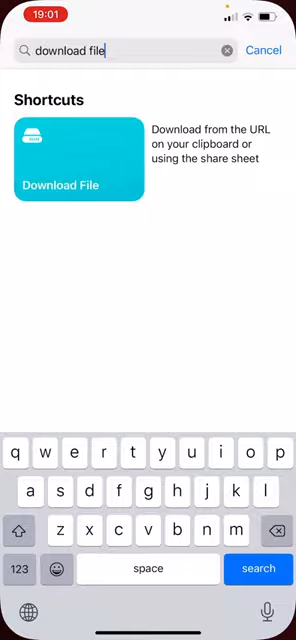 19:01
download file
Cancel
Shortcuts
Download File
Download from the URL
on your clipboard or
using the share sheet
q w e r t y u i o p
a s d f g h j k l
z x c v b n m
123 space search